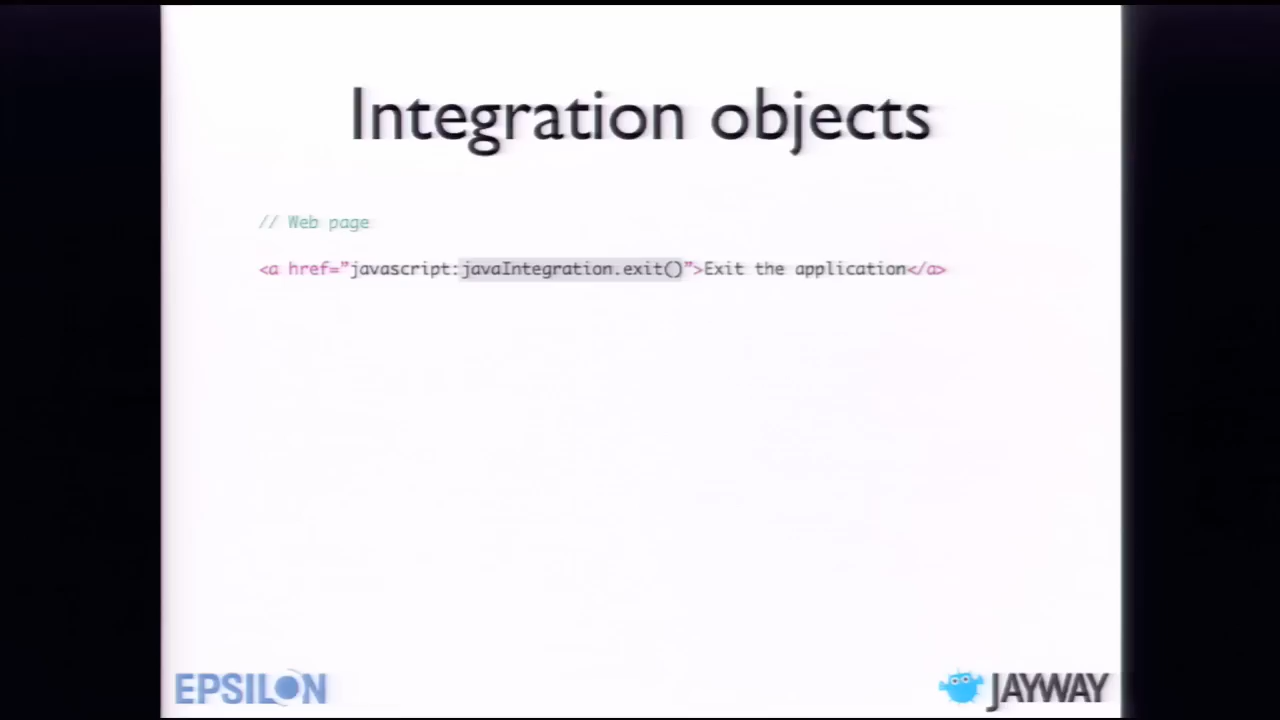 Integration objects
// Web page
<a href="javascript:javaIntegration.exit()">Exit the application</a>
EPSILON
JAYWAY